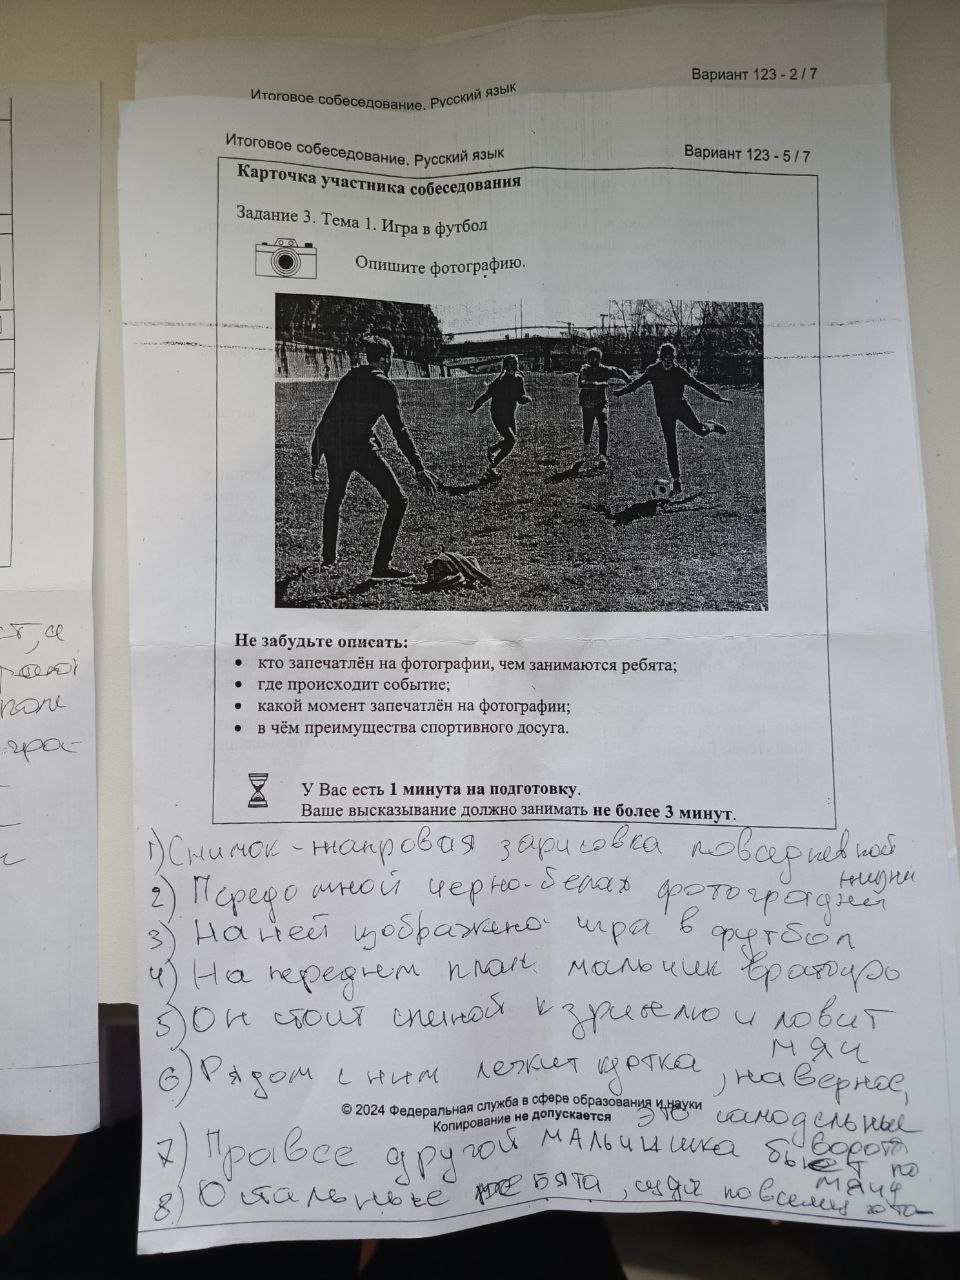 Вариант 123 - 2 / 7
Итоговое собеседование. Русский язык
Итоговое собеседование. Русский язык
Вариант 123 - 5 / 7
Карточка участника собеседования
Задание 3. Тема 1. Игра в футбол
Опишите фотографию.
Не забудьте описать:
• кто запечатлён на фотографии, чем занимаются ребята;
• где происходит событие;
• какой момент запечатлён на фотографии;
• в чём преимущества спортивного досуга.
У Вас есть 1 минута на подготовку.
Ваше высказывание должно занимать не более 3 минут.
1) Снимок - жанровая зарисовка повседневной
жизни
2) Передо мной черно-белая фотография
3) На ней изображено игра в футбол
4) На переднем план. мальчик вратарь
5) Он стоит спиной к зрителю и ловит
мяч
6) Рядом с ним лежит куртка, наверное,
© 2024 Федеральная служба в сфере образования и науки
Копирование не допускается
это самодельные
ворота
7) Правее другой мальчишка бьет по
мячу
8) Остальные ребята, судя по всему